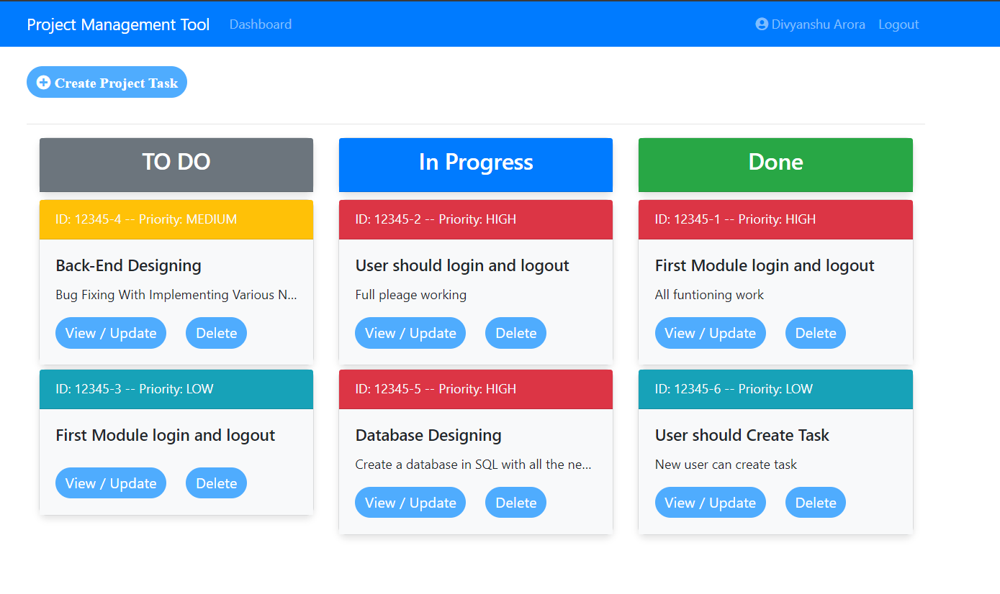 Project Management Tool Dashboard Divyanshu Arora Logout
Create Project Task
TO DO
ID: 12345-4 -- Priority: MEDIUM
Back-End Designing
Bug Fixing With Implementing Various N...
View / Update Delete
ID: 12345-3 -- Priority: LOW
First Module login and logout
View / Update Delete
In Progress
ID: 12345-2 -- Priority: HIGH
User should login and logout
Full pleage working
View / Update Delete
ID: 12345-5 -- Priority: HIGH
Database Designing
Create a database in SQL with all the ne...
View / Update Delete
Done
ID: 12345-1 -- Priority: HIGH
First Module login and logout
All funtioning work
View / Update Delete
ID: 12345-6 -- Priority: LOW
User should Create Task
New user can create task
View / Update Delete